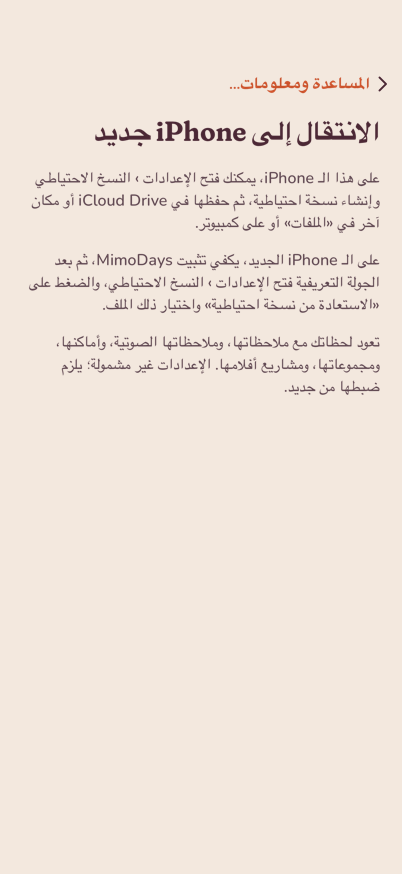 المساعدة ومعلومات...
الانتقال إلى iPhone جديد
على هذا الـ iPhone، يمكنك فتح الإعدادات › النسخ الاحتياطي
وإنشاء نسخة احتياطية، ثم حفظها في iCloud Drive أو مكان
آخر في «الملفات» أو على كمبيوتر.
على الـ iPhone الجديد، يكفي تثبيت MimoDays، ثم بعد
الجولة التعريفية فتح الإعدادات › النسخ الاحتياطي، والضغط على
«الاستعادة من نسخة احتياطية» واختيار ذلك الملف.
تعود لحظاتك مع ملاحظاتها، وملاحظاتها الصوتية، وأماكنها،
ومجموعاتها، ومشاريع أفلامها. الإعدادات غير مشمولة؛ يلزم
ضبطها من جديد.